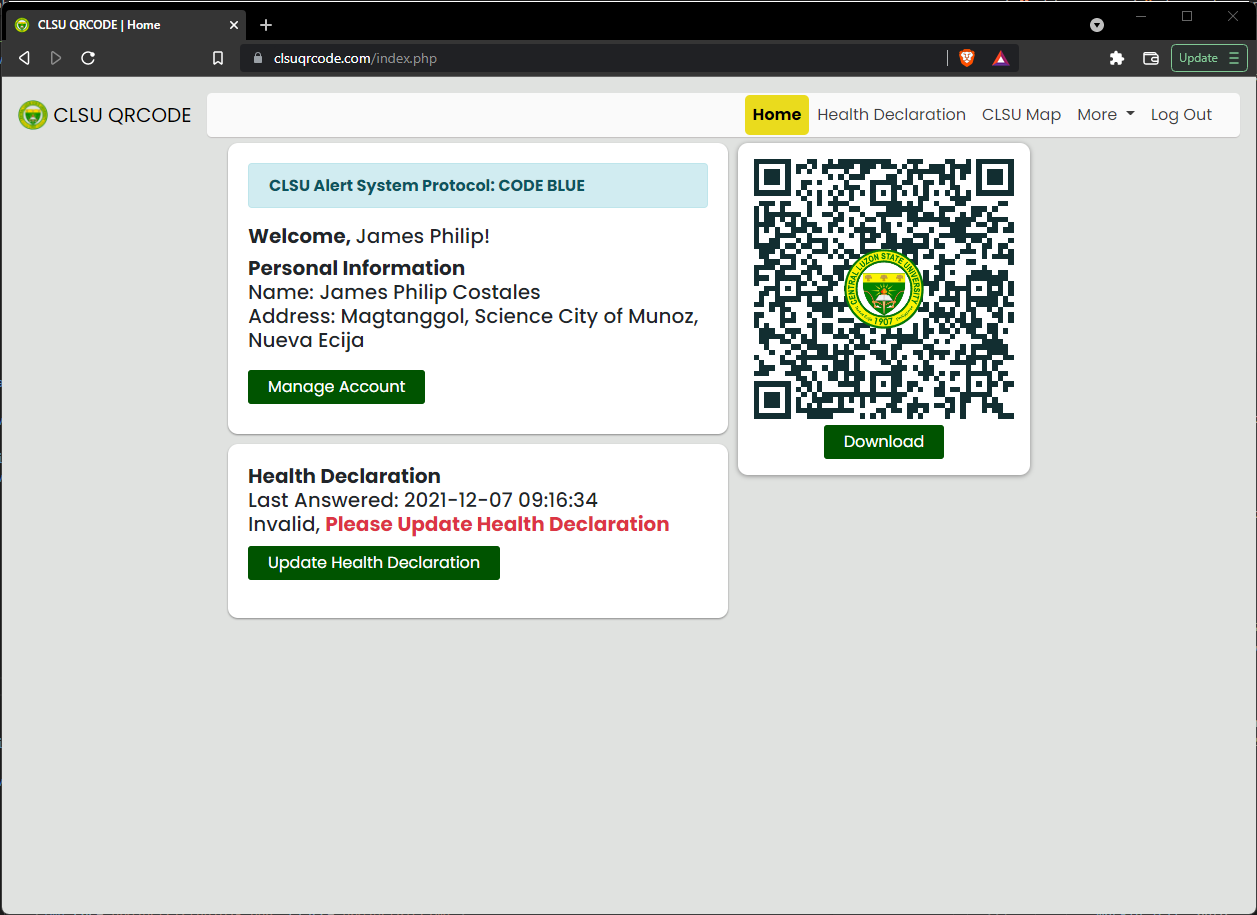 CLSU QRCODE | Home
clsuqrcode.com/index.php
Update
CLSU QRCODE
Home
Health Declaration
CLSU Map
More
Log Out
CLSU Alert System Protocol: CODE BLUE
Welcome, James Philip!
Personal Information
Name: James Philip Costales
Address: Magtanggol, Science City of Munoz,
Nueva Ecija
Manage Account
CENTRAL LUZON STATE UNIVERSITY
1907
Download
Health Declaration
Last Answered: 2021-12-07 09:16:34
Invalid, Please Update Health Declaration
Update Health Declaration